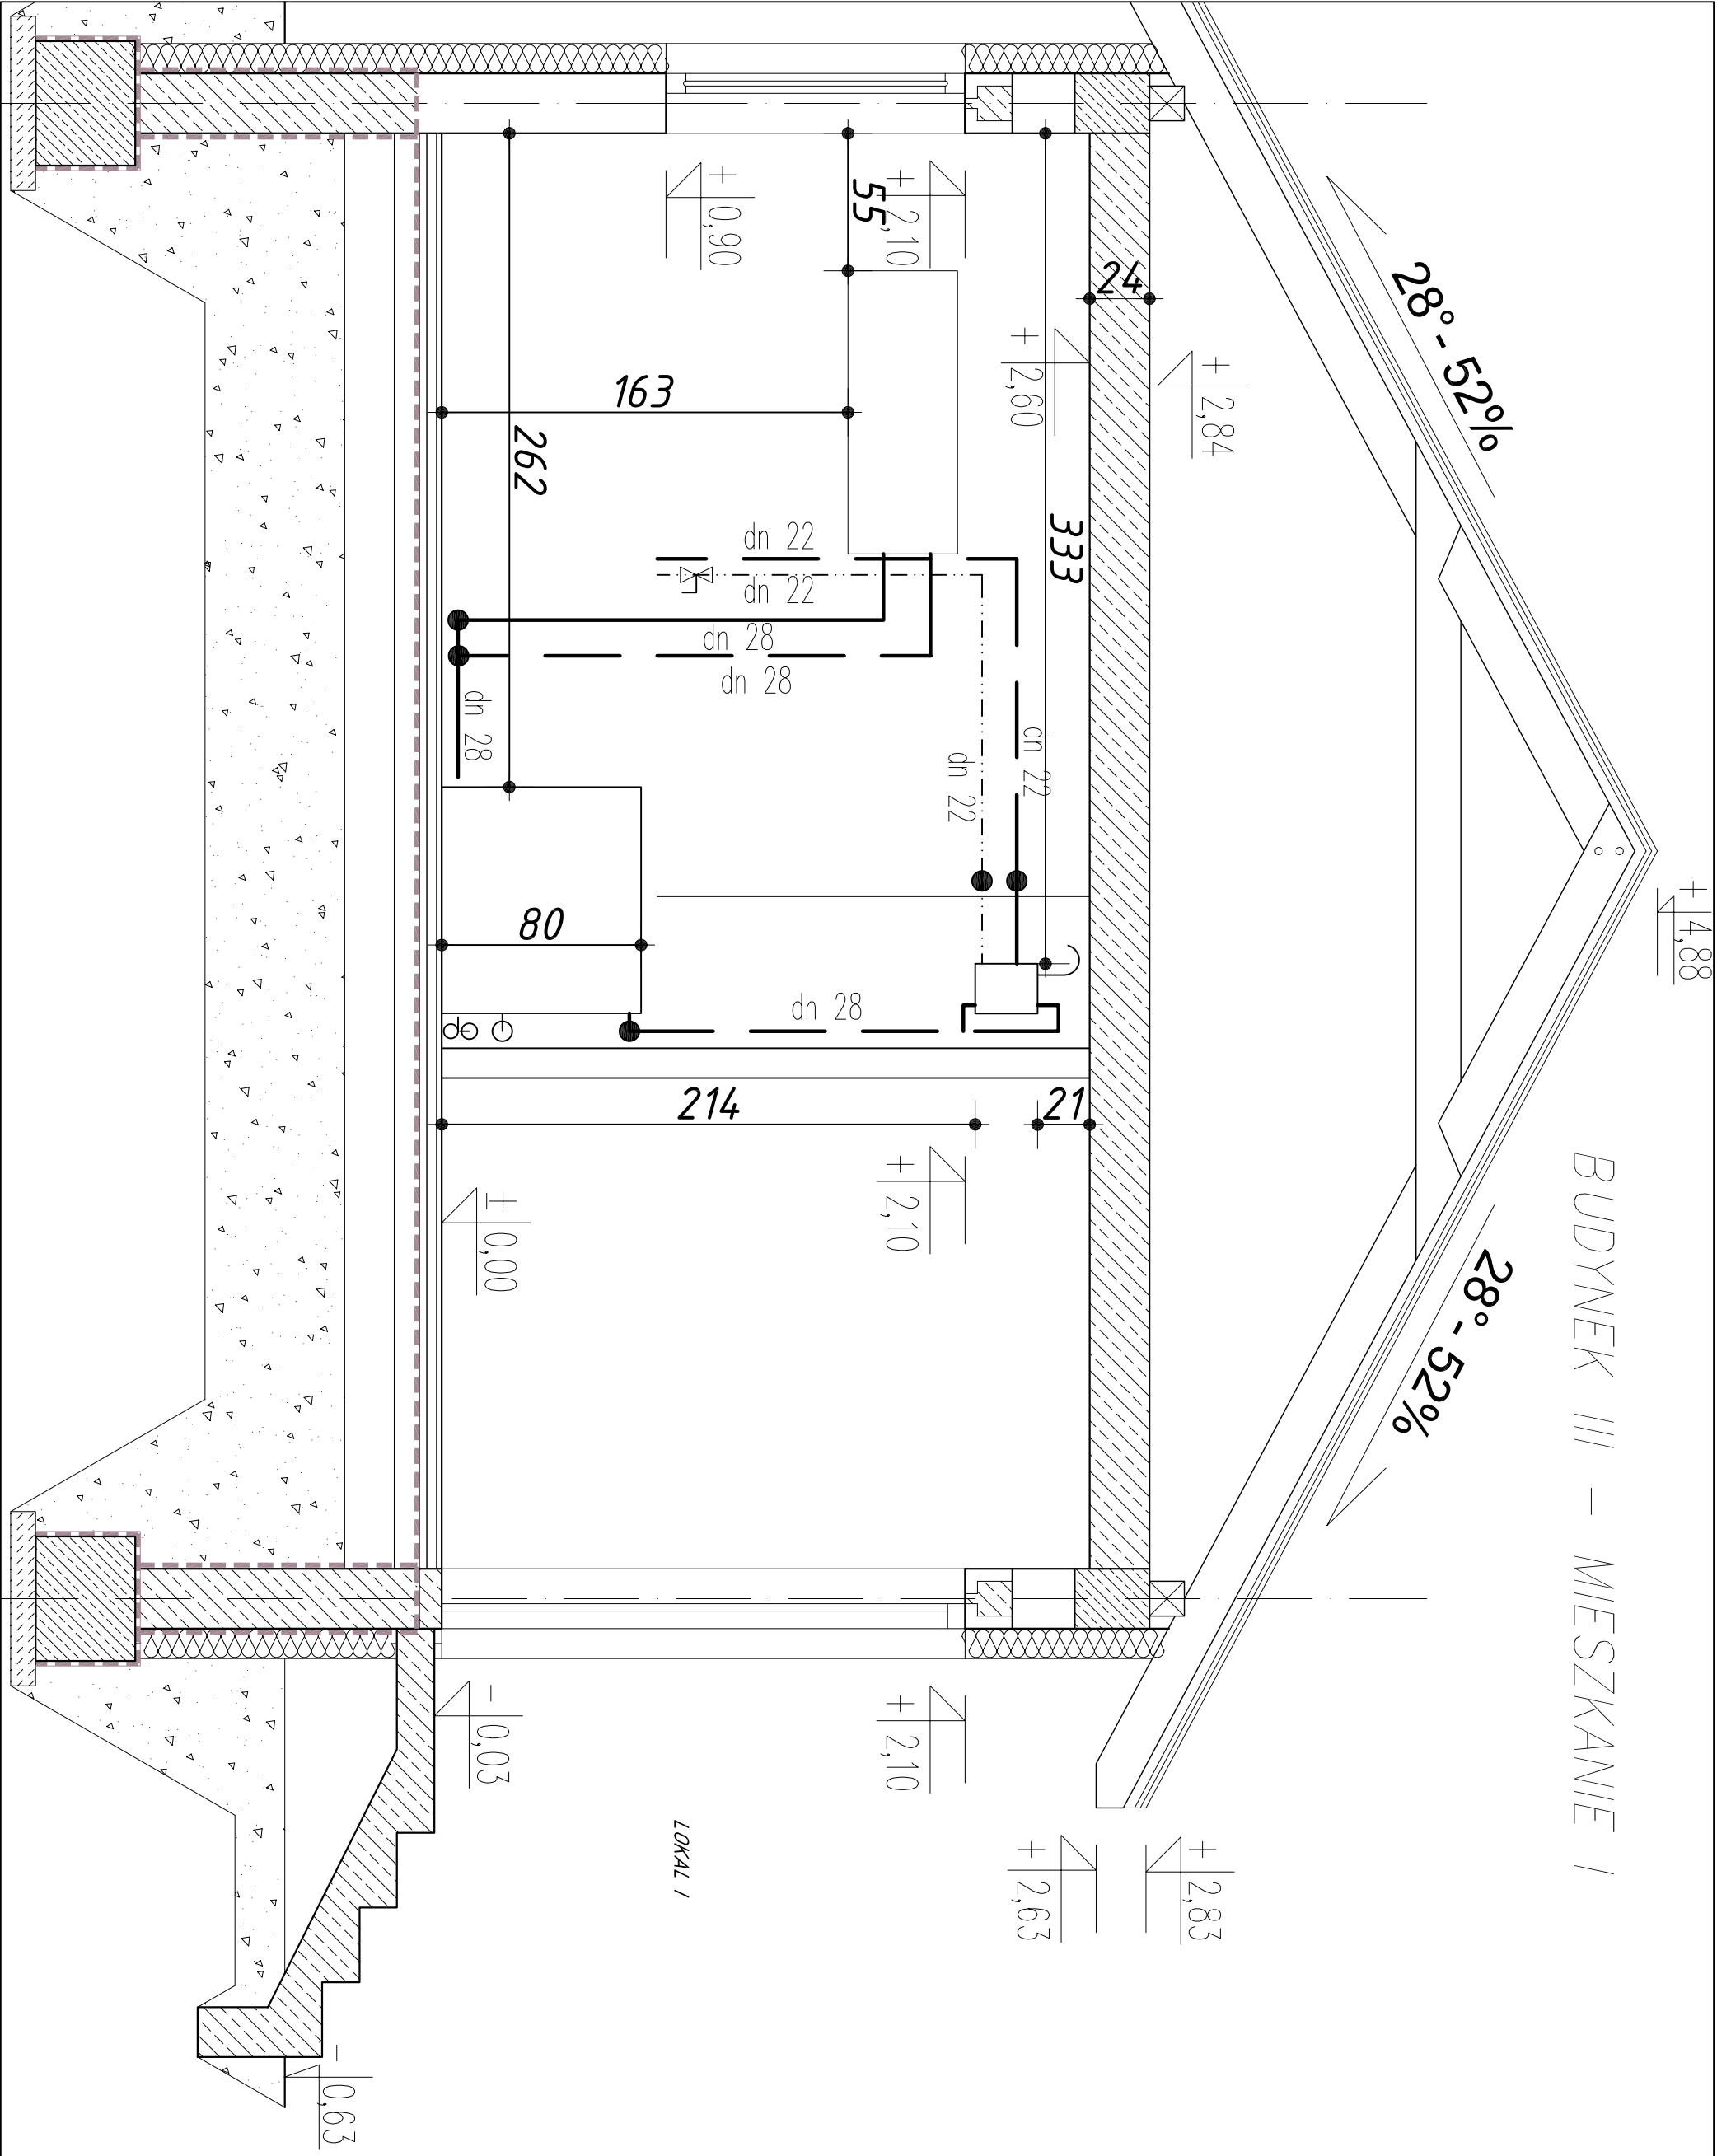 BUDYNEK III – MIESZKANIE I
+ 4,88
28° - 52%
28° - 52%
+ 2,84
+ 2,83
24
+ 2,60
+ 2,63
333
21
dn 22
dn 22
+ 2,10
55
+ 2,10
+ 2,10
dn 22
dn 22
dn 28
dn 28
dn 28
214
+ 0,90
163
LOKAL I
262
80
dn 28
± 0,00
- 0,03
- 0,63